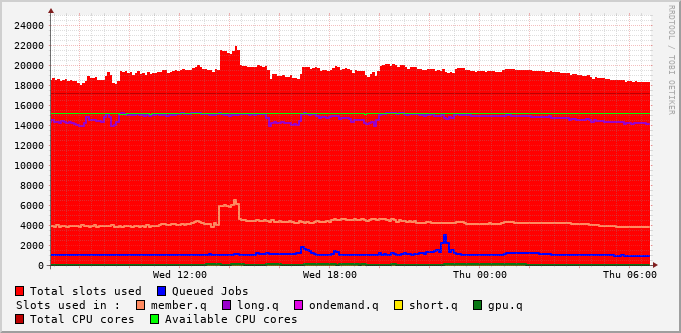 24000
22000
20000
18000
16000
14000
12000
10000
8000
6000
4000
2000
0
Wed 12:00 Wed 18:00 Thu 00:00 Thu 06:00
RRDTOOL / TOBI OETIKER
Total slots used Queued Jobs
Slots used in : member.q long.q ondemand.q short.q gpu.q
Total CPU cores Available CPU cores